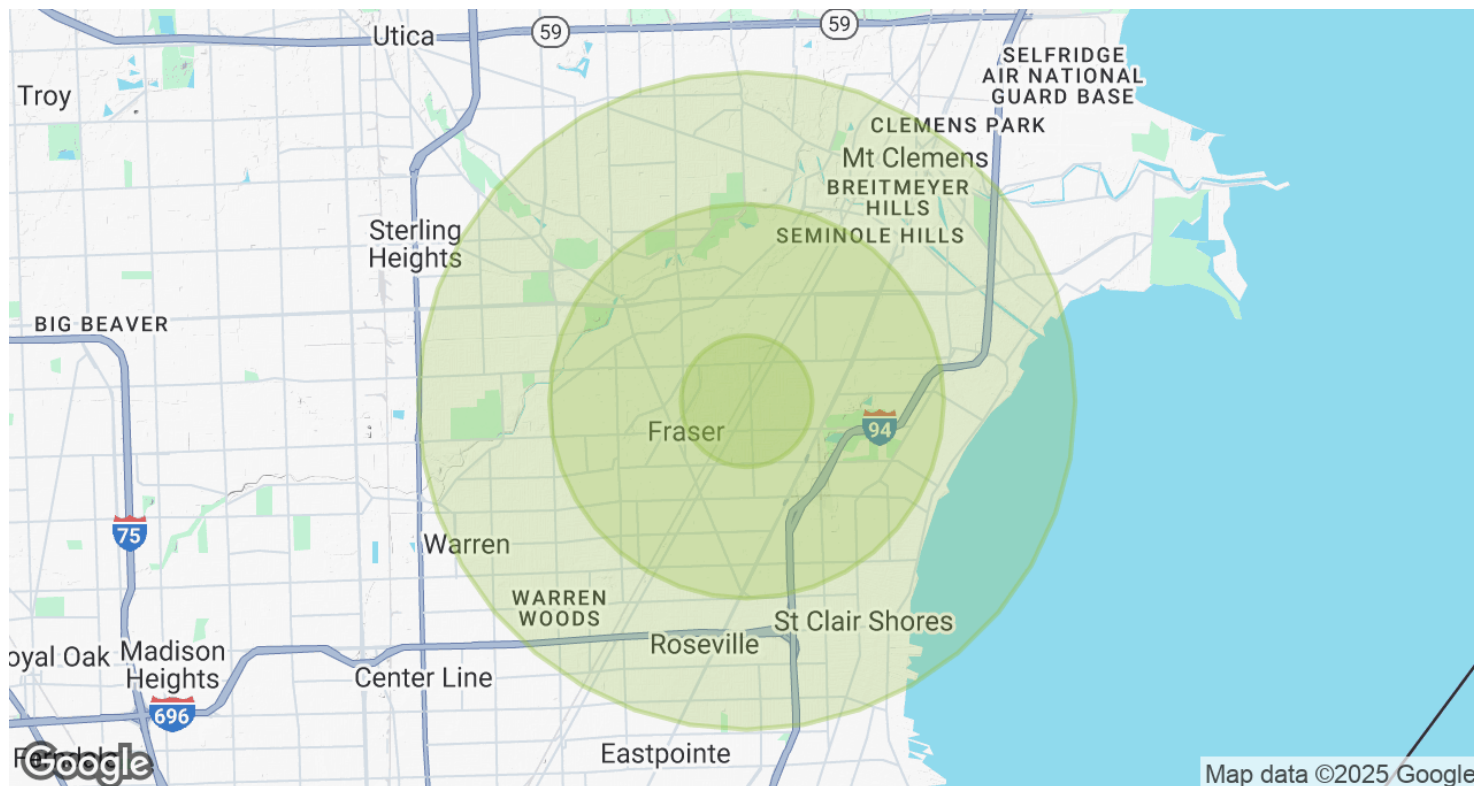 Utica
59
59
SELFRIDGE
AIR NATIONAL
GUARD BASE
Troy
CLEMENS PARK
Mt Clemens
BREITMEYER
HILLS
SEMINOLE HILLS
Sterling
Heights
BIG BEAVER
Fraser
94
75
Warren
WARREN
WOODS
St Clair Shores
Roseville
oyal Oak
Madison
Heights
Center Line
696
Eastpointe
Google
Map data ©2025 Google